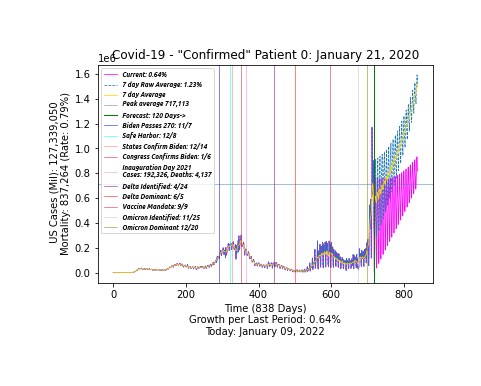 Covid-19 - "Confirmed" Patient 0: January 21, 2020
1e6
1.6
1.4
1.2
1.0
0.8
0.6
0.4
0.2
0.0
US Cases (Mil): 127,339,050
Mortality: 837,264 (Rate: 0.79%)
Current: 0.64%
7 day Raw Average: 1.23%
7 day Average
Peak average 717,113
Forecast: 120 Days->
Biden Passes 270: 11/7
Safe Harbor: 12/8
States Confirm Biden: 12/14
Congress Confirms Biden: 1/6
Inauguration Day 2021
Cases: 192,326, Deaths: 4,137
Delta Identified: 4/24
Delta Dominant: 6/5
Vaccine Mandate: 9/9
Omicron Identified: 11/25
Omicron Dominant 12/20
0 200 400 600 800
Time (838 Days)
Growth per Last Period: 0.64%
Today: January 09, 2022